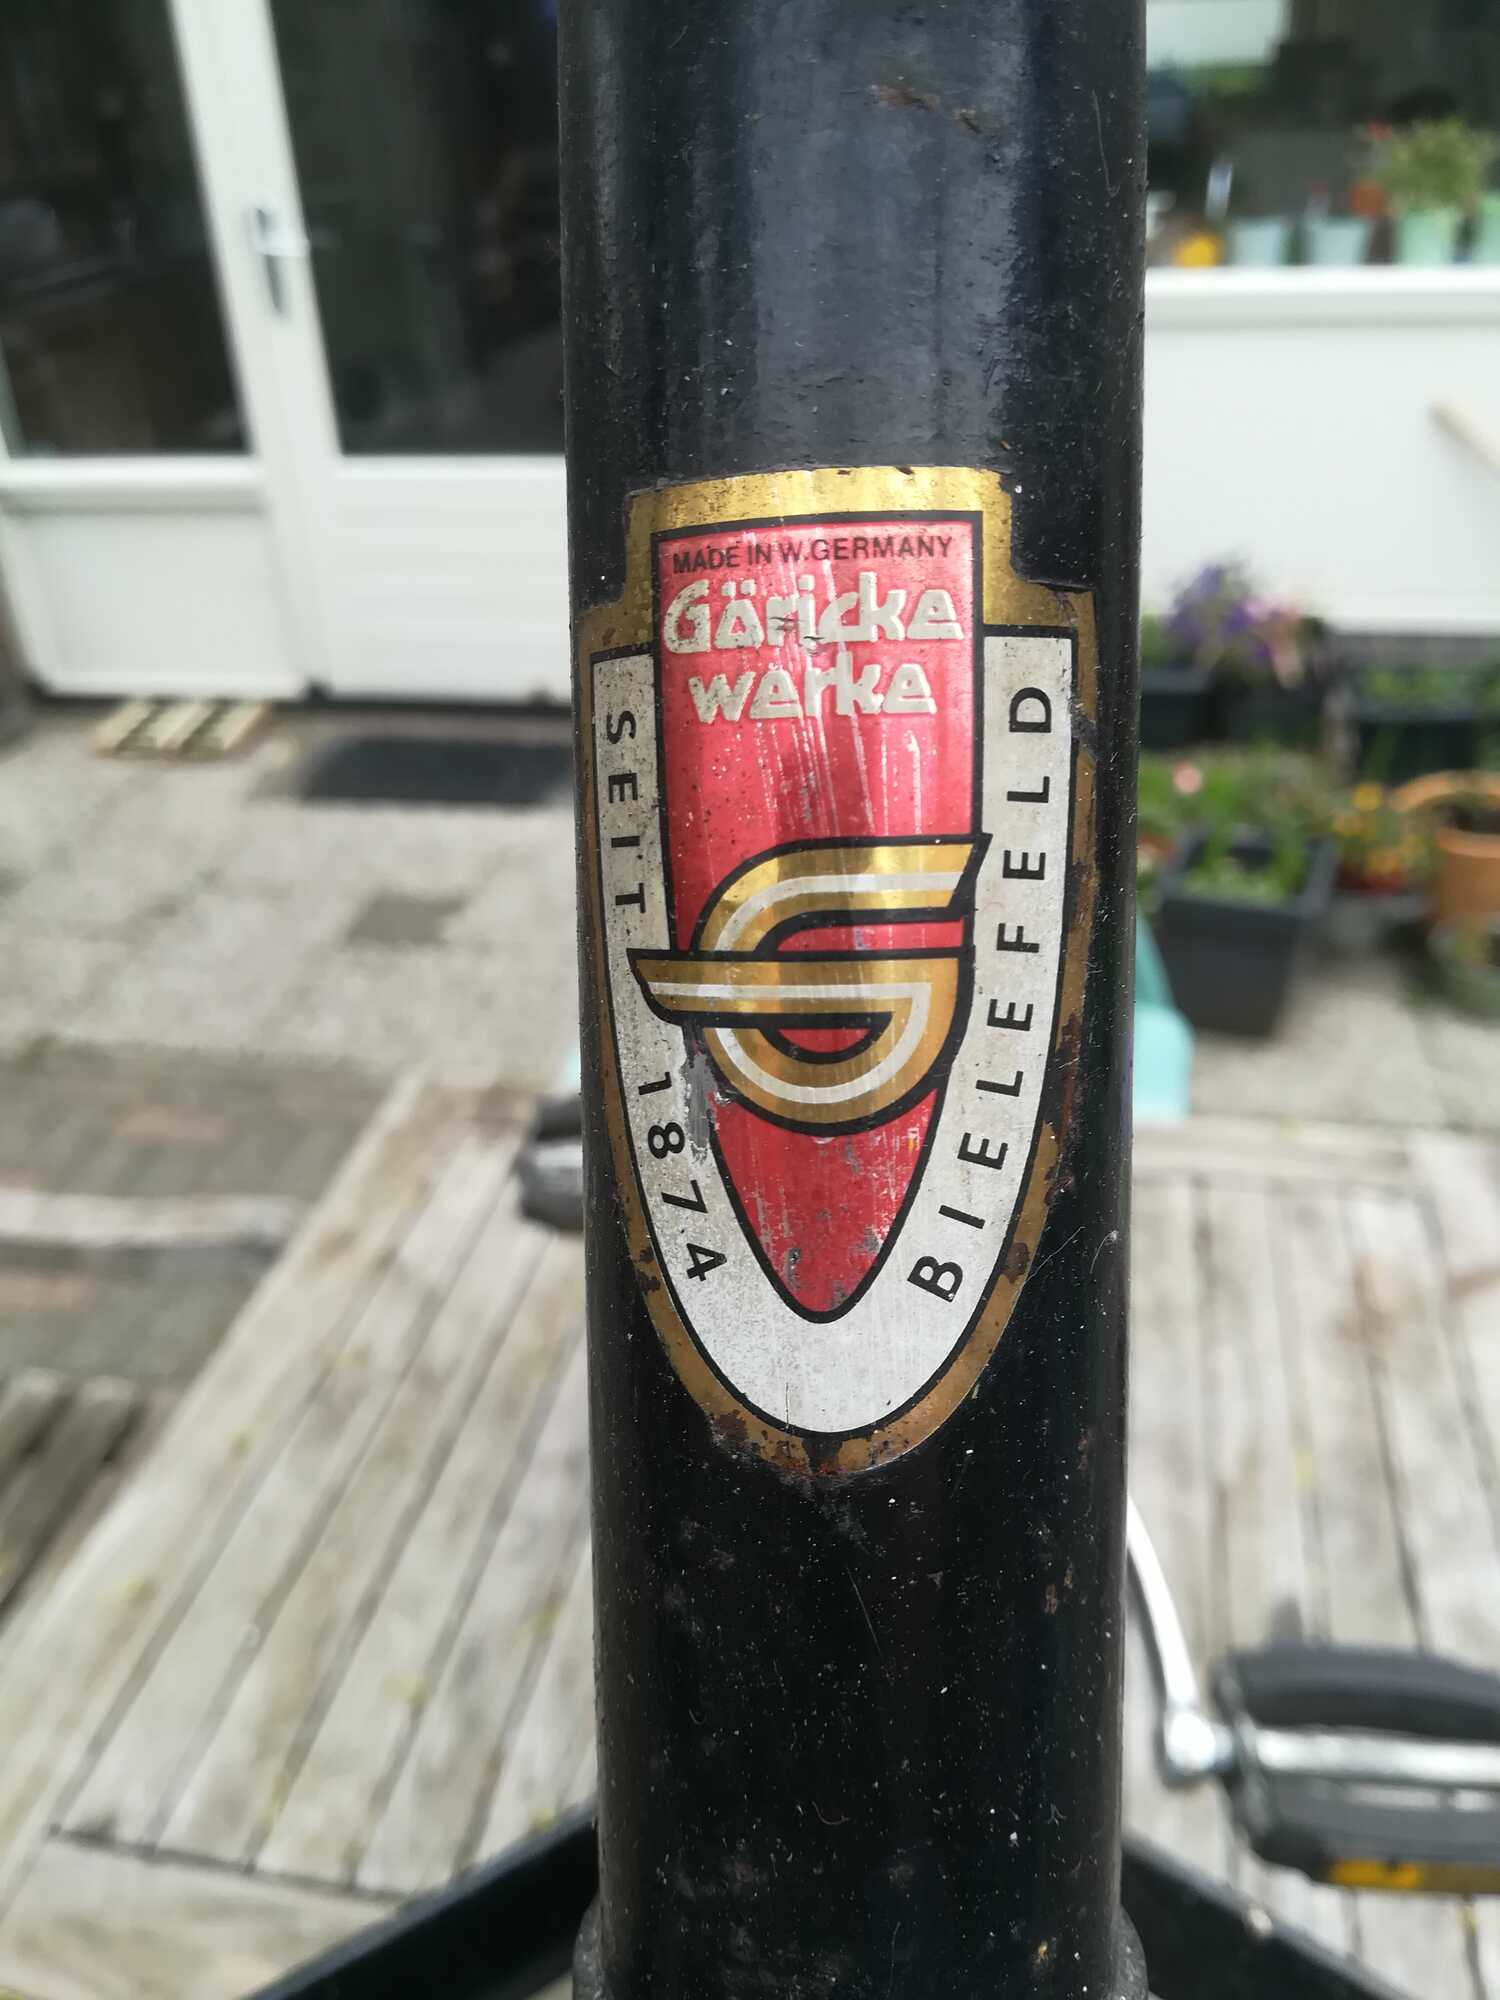 MADE IN W.GERMANY
Göricke
werke
SEIT 1874
BIELEFELD